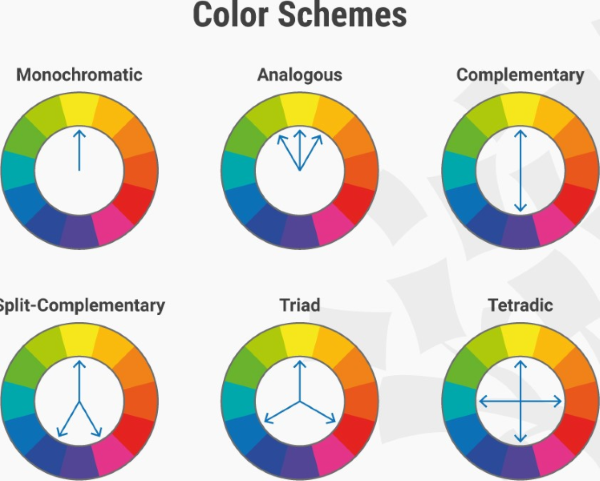 Color Schemes
Monochromatic
Analogous
Complementary
Split-Complementary
Triad
Tetradic